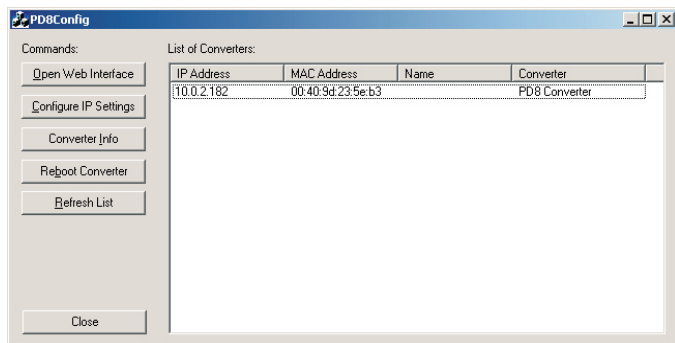 PD8Config
Commands:
List of Converters:
Open Web Interface
Configure IP Settings
Converter Info
Reboot Converter
Refresh List
Close
IP Address MAC Address Name Converter
10.0.2.182 00:40:9d:23:5e:b3 PD8 Converter